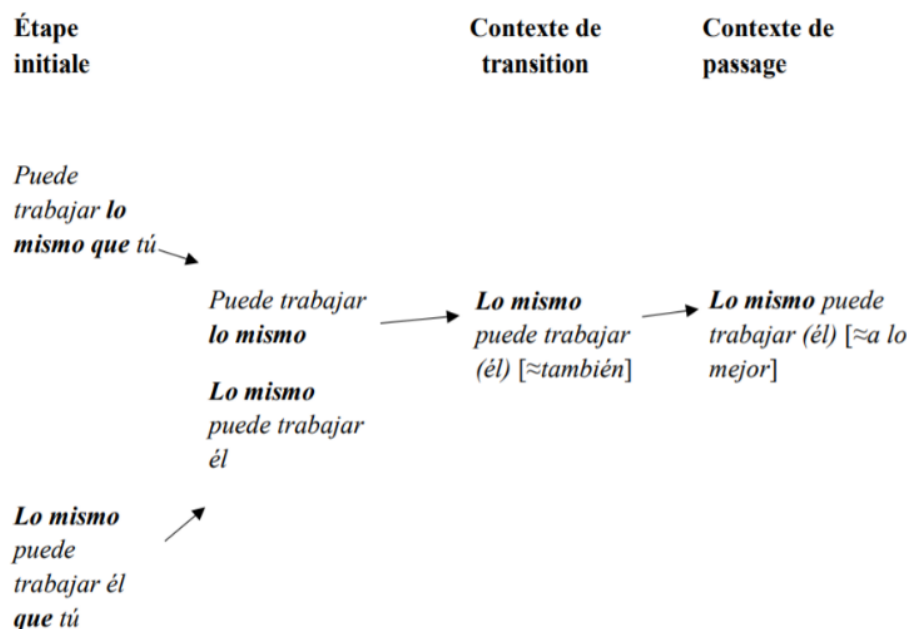 Étape
initiale
Contexte de
transition
Contexte de
passage
Puede
trabajar lo
mismo que tú
Puede trabajar
lo mismo
Lo mismo
puede trabajar
él
Lo mismo
puede
trabajar él
que tú
Lo mismo
puede trabajar
(él) [≈también]
Lo mismo puede
trabajar (él) [≈a lo
mejor]